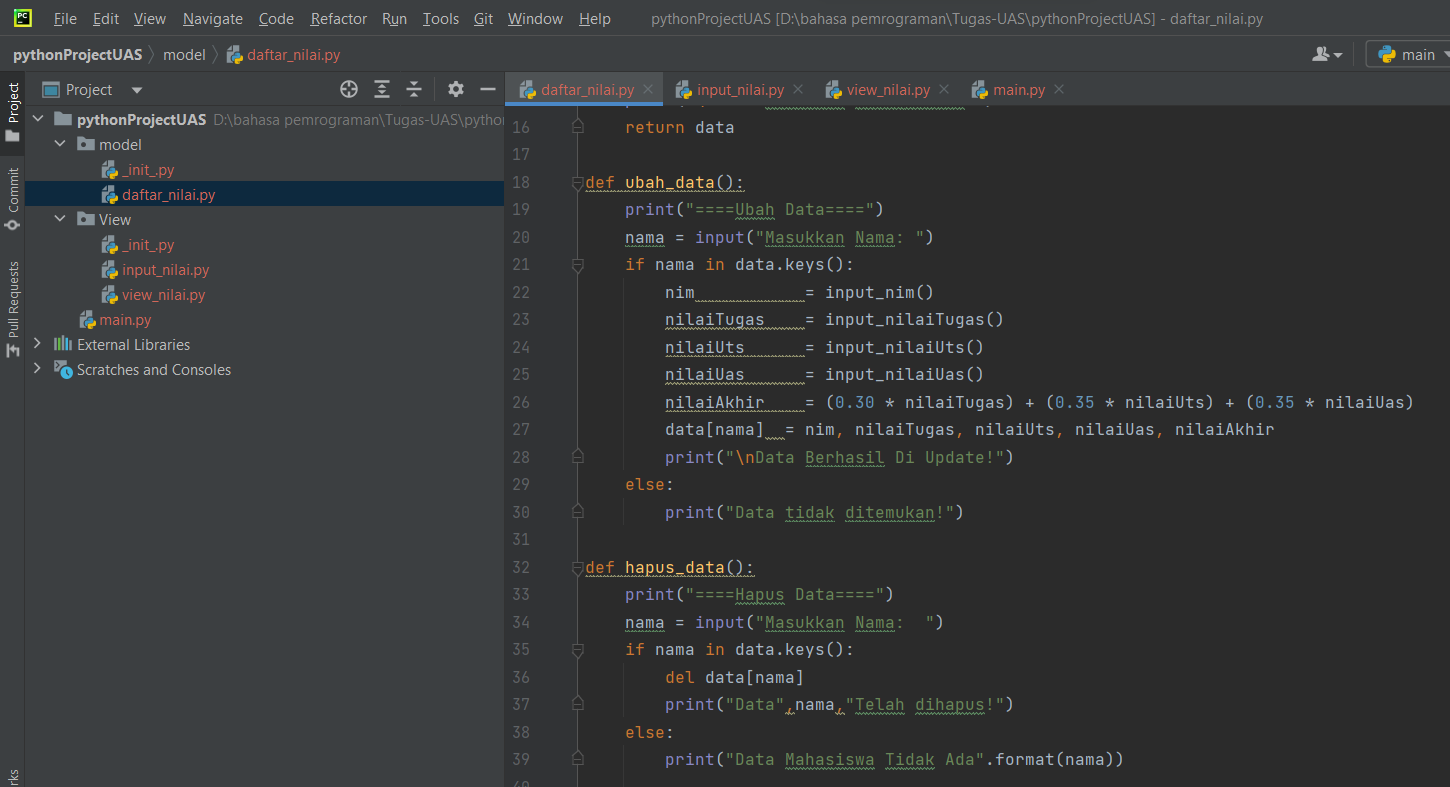 PC File Edit View Navigate Code Refactor Run Tools Git Window Help pythonProjectUAS [D:\bahasa pemrograman\Tugas-UAS\pythonProjectUAS] - daftar_nilai.py
pythonProjectUAS model daftar_nilai.py main
Project
Commit
Pull Requests
rks
Project
pythonProjectUAS D:\bahasa pemrograman\Tugas-UAS\python
model
_init_.py
daftar_nilai.py
View
_init_.py
input_nilai.py
view_nilai.py
main.py
External Libraries
Scratches and Consoles
daftar_nilai.py input_nilai.py view_nilai.py main.py
16 return data
17
18 def ubah_data():
19 print("====Ubah Data====")
20 nama = input("Masukkan Nama: ")
21 if nama in data.keys():
22 nim = input_nim()
23 nilaiTugas = input_nilaiTugas()
24 nilaiUts = input_nilaiUts()
25 nilaiUas = input_nilaiUas()
26 nilaiAkhir = (0.30 * nilaiTugas) + (0.35 * nilaiUts) + (0.35 * nilaiUas)
27 data[nama] = nim, nilaiTugas, nilaiUts, nilaiUas, nilaiAkhir
28 print("\nData Berhasil Di Update!")
29 else:
30 print("Data tidak ditemukan!")
31
32 def hapus_data():
33 print("====Hapus Data====")
34 nama = input("Masukkan Nama:  ")
35 if nama in data.keys():
36 del data[nama]
37 print("Data",nama,"Telah dihapus!")
38 else:
39 print("Data Mahasiswa Tidak Ada".format(nama))